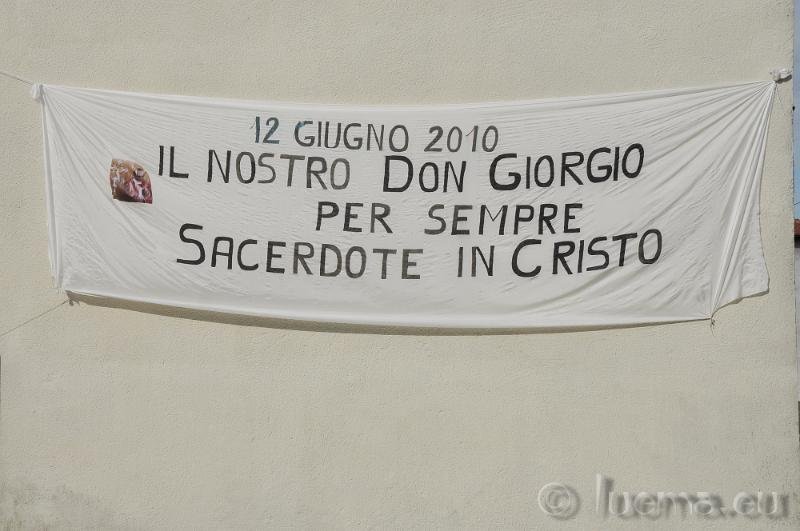 12 GIUGNO 2010
IL NOSTRO DON GIORGIO
PER SEMPRE
SACERDOTE IN CRISTO
© luema.eu